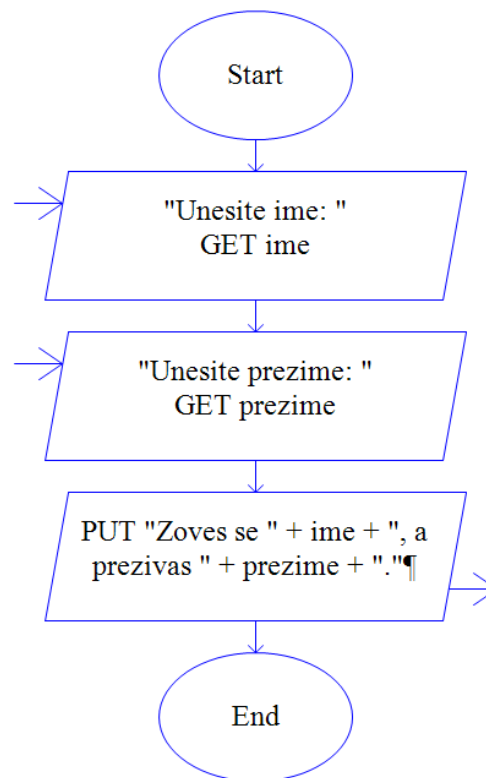 Start
"Unesite ime: "
GET ime
"Unesite prezime: "
GET prezime
PUT "Zoves se " + ime + ", a
prezivas " + prezime + "."¶
End